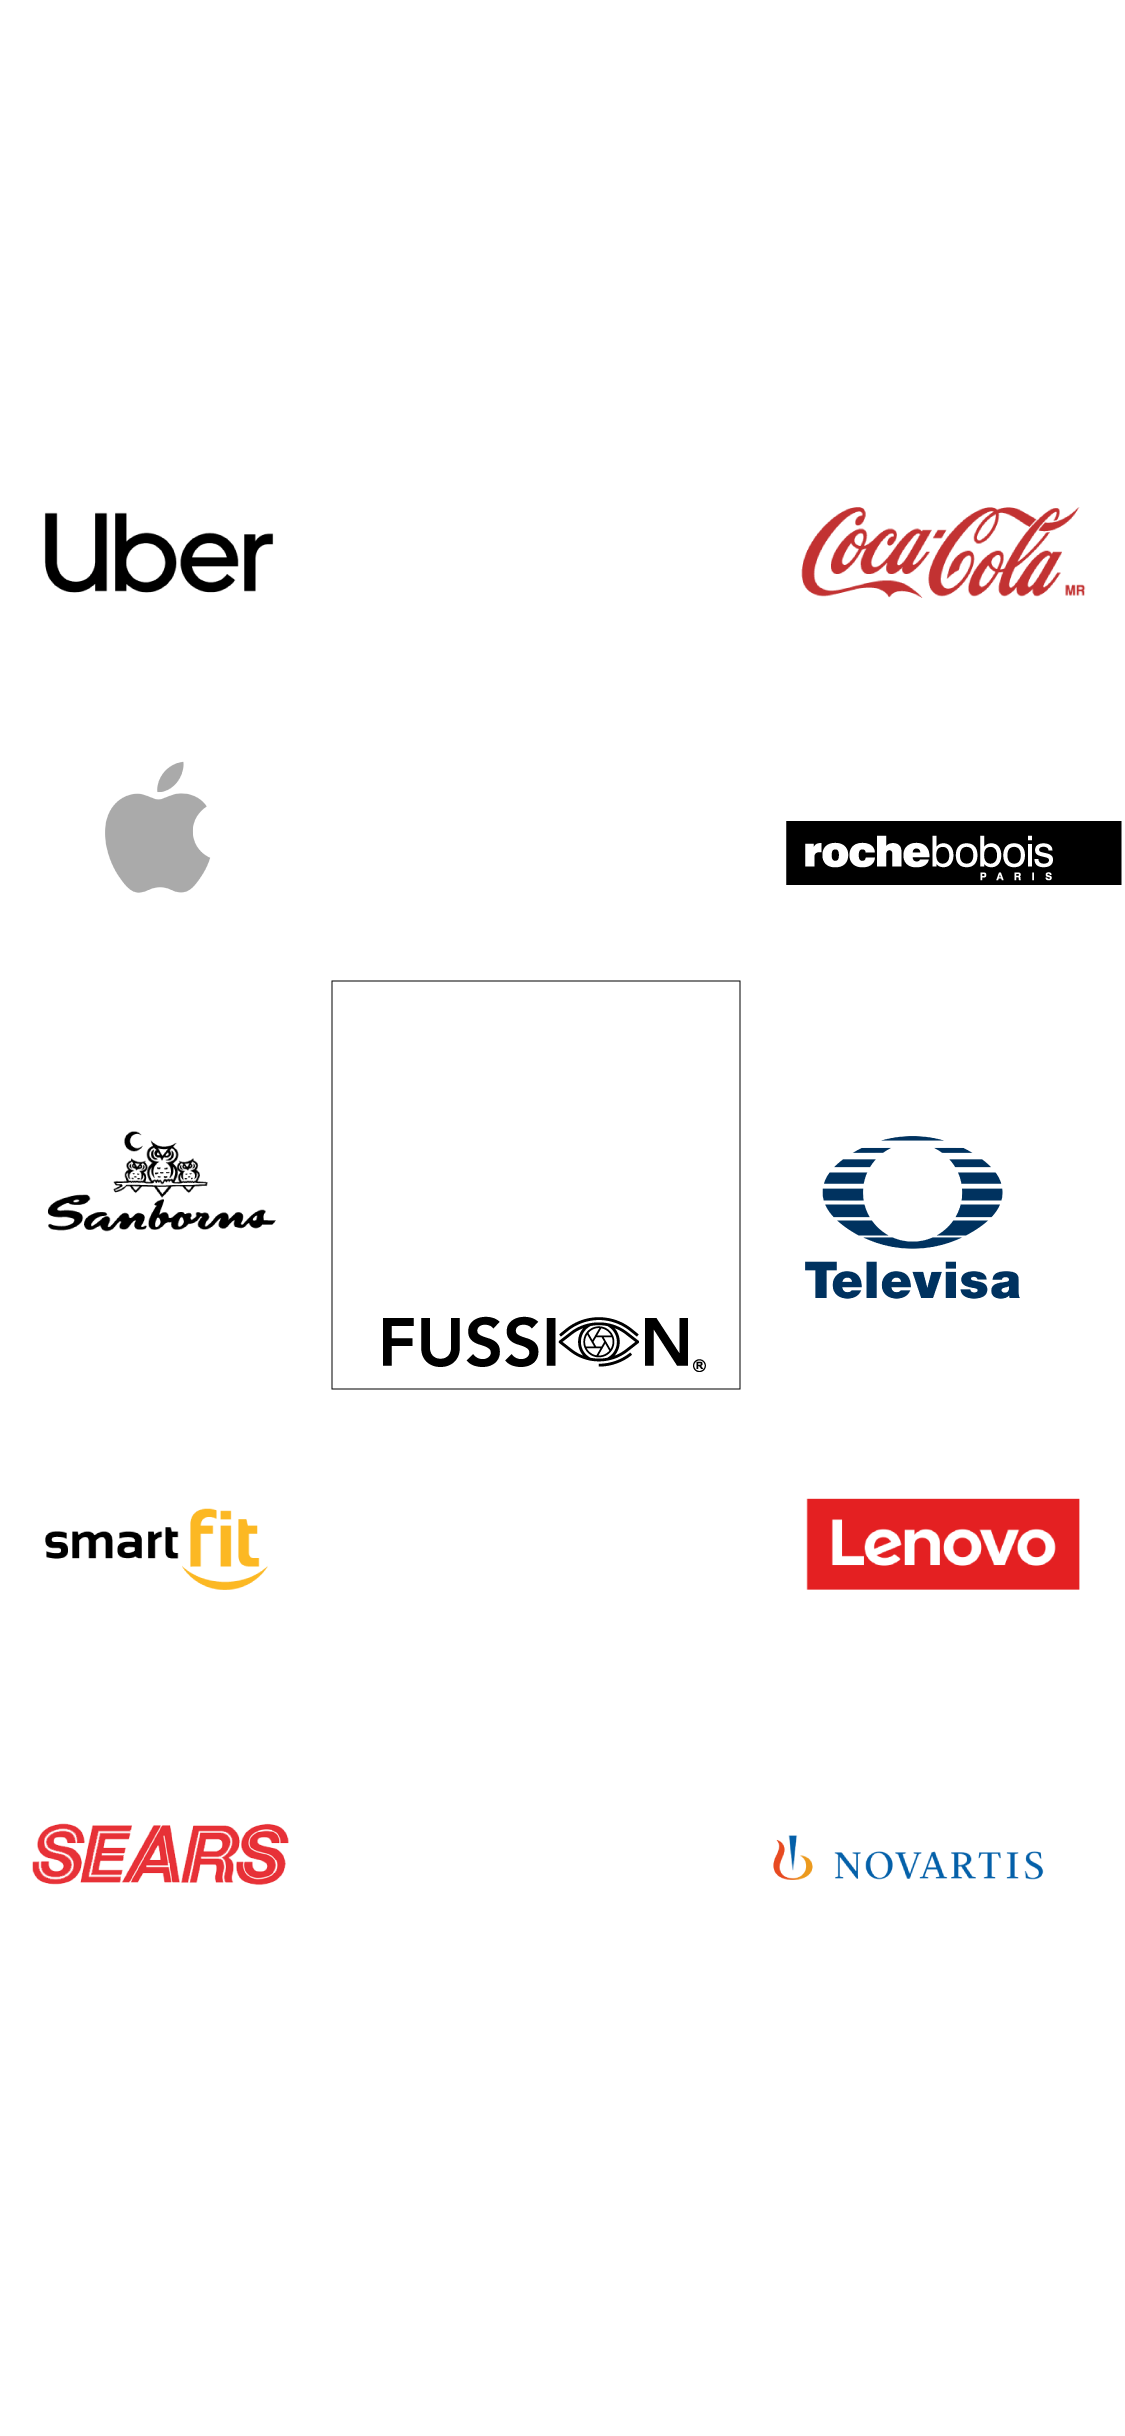 Uber
Coca-Cola MR
rochebobois
PARIS
Sanborns
Televisa
FUSSION®
smart fit
Lenovo
SEARS
NOVARTIS